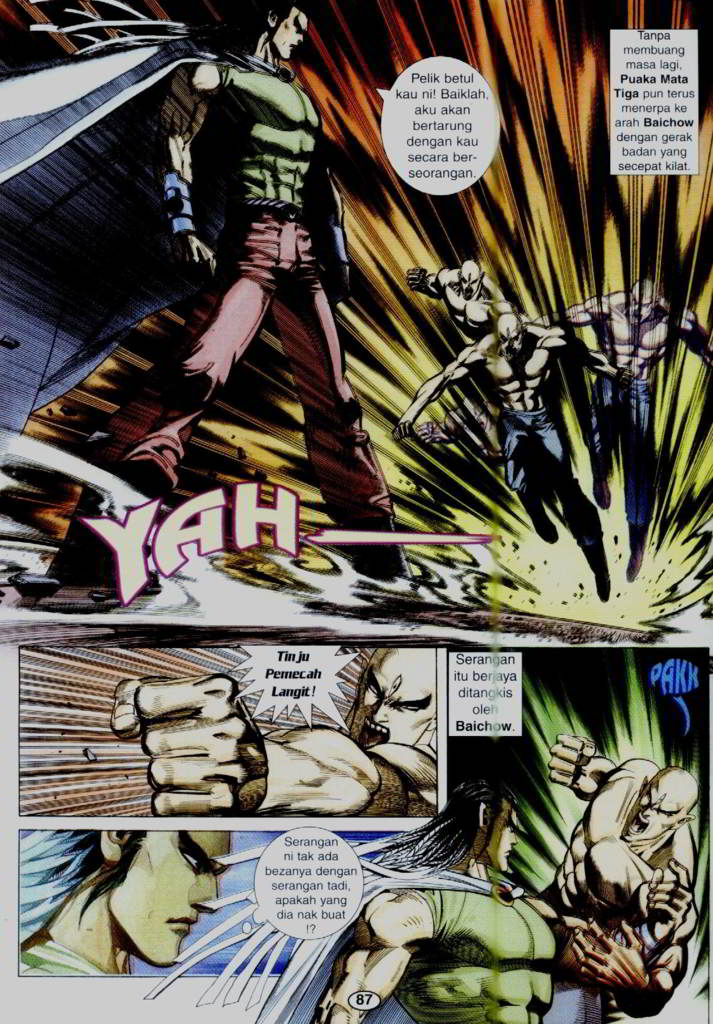 Pelik betul
kau ni! Baiklah,
aku akan
bertarung
dengan kau
secara ber-
seorangan.
Tanpa
membuang
masa lagi,
Puaka Mata
Tiga pun terus
menerpa ke
arah Baichow
dengan gerak
badan yang
secepat kilat.
YAH
Tinju
Pemecah
Langit!
Serangan
itu berjaya
ditangkis
oleh
Baichow.
PAKK
Serangan
ni tak ada
bezanya dengan
serangan tadi,
apakah yang
dia nak buat
!?
87